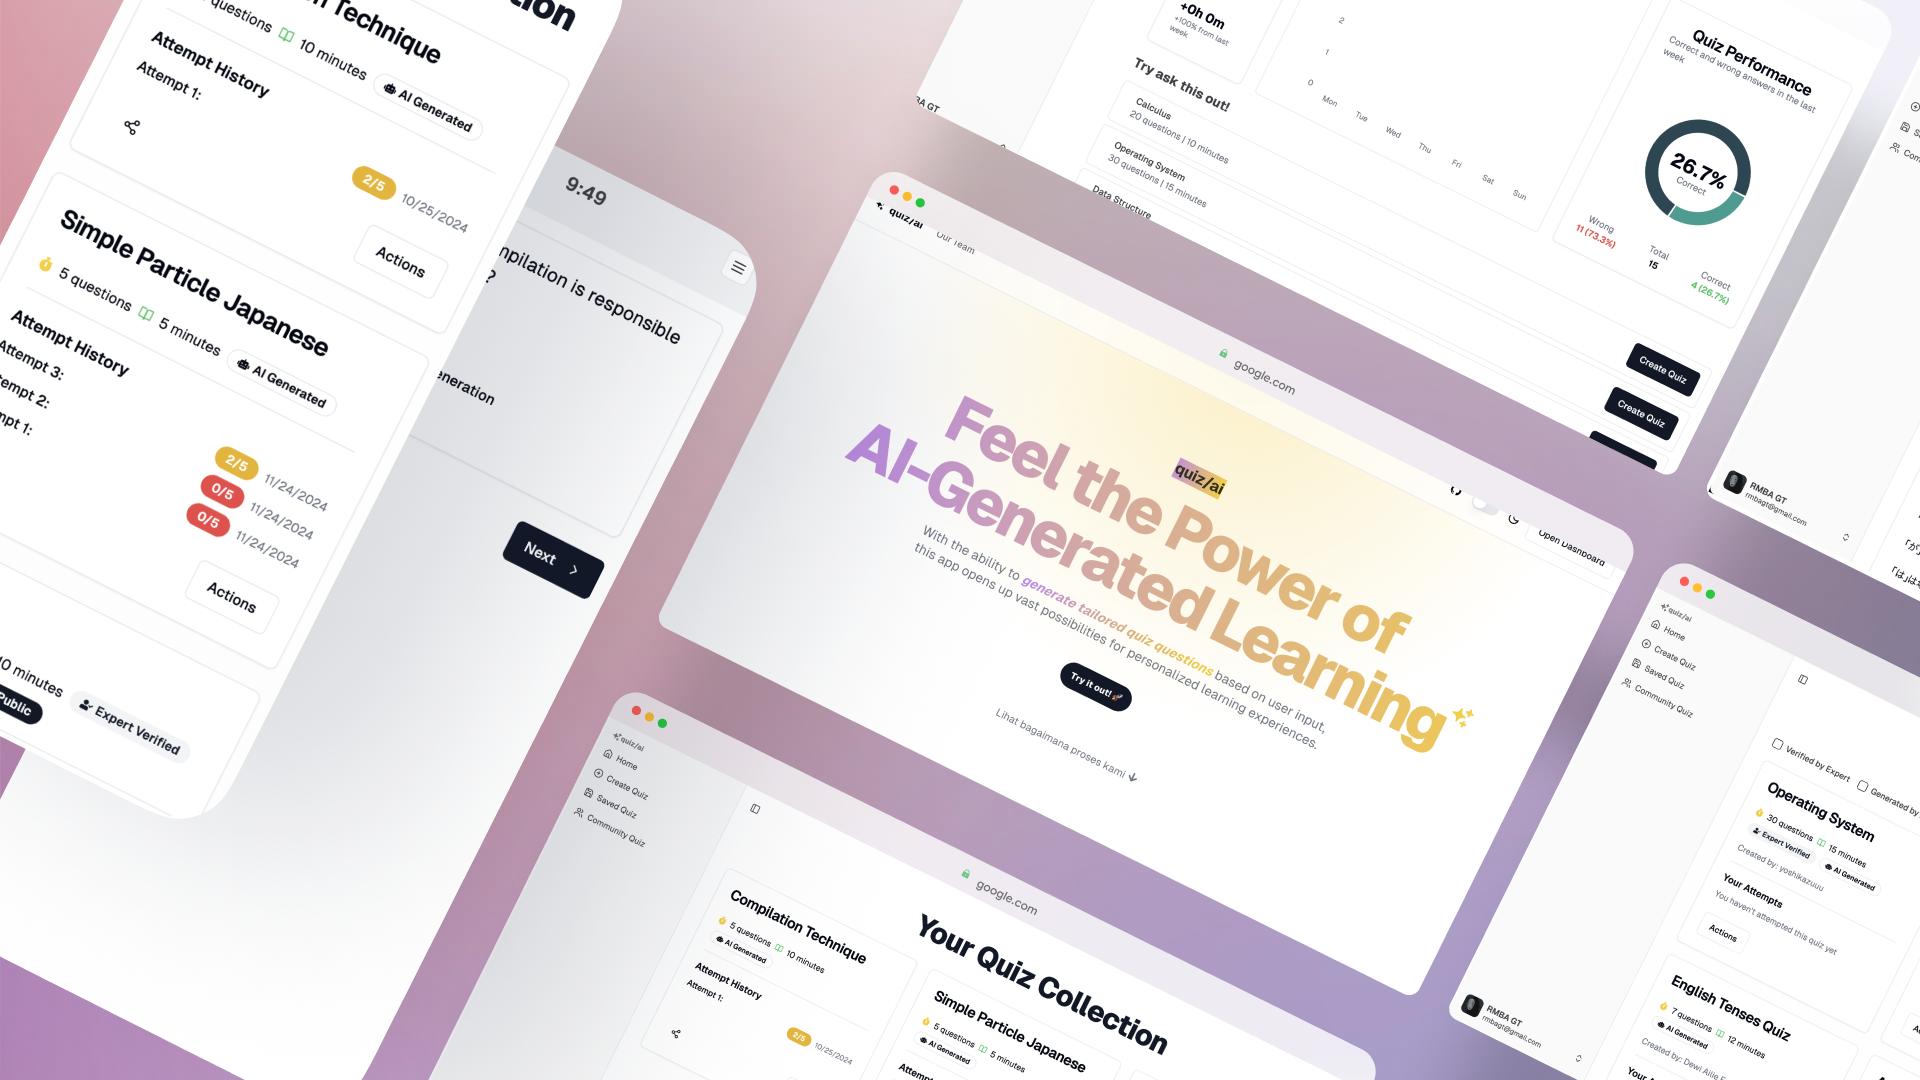 tion
n Technique
questions 10 minutes AI Generated
Attempt History
Attempt 1:
2/5 10/25/2024
Actions
Simple Particle Japanese
5 questions 5 minutes AI Generated
Attempt History
Attempt 3:
tempt 2:
mpt 1:
2/5 11/24/2024
0/5 11/24/2024
0/5 11/24/2024
Actions
10 minutes Expert Verified
Public
9:49
mpilation is responsible
?
eneration
Next
+0h 0m
+100% from last
week
2
1
0
Mon
Tue
Wed
Thu
Fri
Sat
Sun
Try ask this out!
Calculus
20 questions | 10 minutes
Operating System
30 questions | 15 minutes
Data Structure
BA GT
Create Quiz
Create Quiz
Quiz Performance
Correct and wrong answers in the last
week
26.7%
Correct
Wrong
11 (73.3%)
Total
15
Correct
4 (26.7%)
quiz/ai
Our Team
google.com
Open Dashboard
quiz/ai
Feel the Power of
AI-Generated Learning
With the ability to generate tailored quiz questions based on user input,
this app opens up vast possibilities for personalized learning experiences.
Try it out!
Lihat bagaimana proses kami
RMBA GT
rmbagt@gmail.com
quiz/ai
Home
Create Quiz
Saved Quiz
Community Quiz
google.com
Your Quiz Collection
Compilation Technique
5 questions 10 minutes
AI Generated
Attempt History
Attempt 1:
2/5 10/25/2024
Simple Particle Japanese
5 questions 5 minutes
AI Generated
quiz/ai
Home
Create Quiz
Saved Quiz
Community Quiz
Verified by Expert
Generated by
Operating System
30 questions 15 minutes
Expert Verified AI Generated
Created by: yoshikazuuu
Your Attempts
You haven't attempted this quiz yet
Actions
English Tenses Quiz
7 questions 12 minutes
AI Generated
RMBA GT
rmbagt@gmail.com